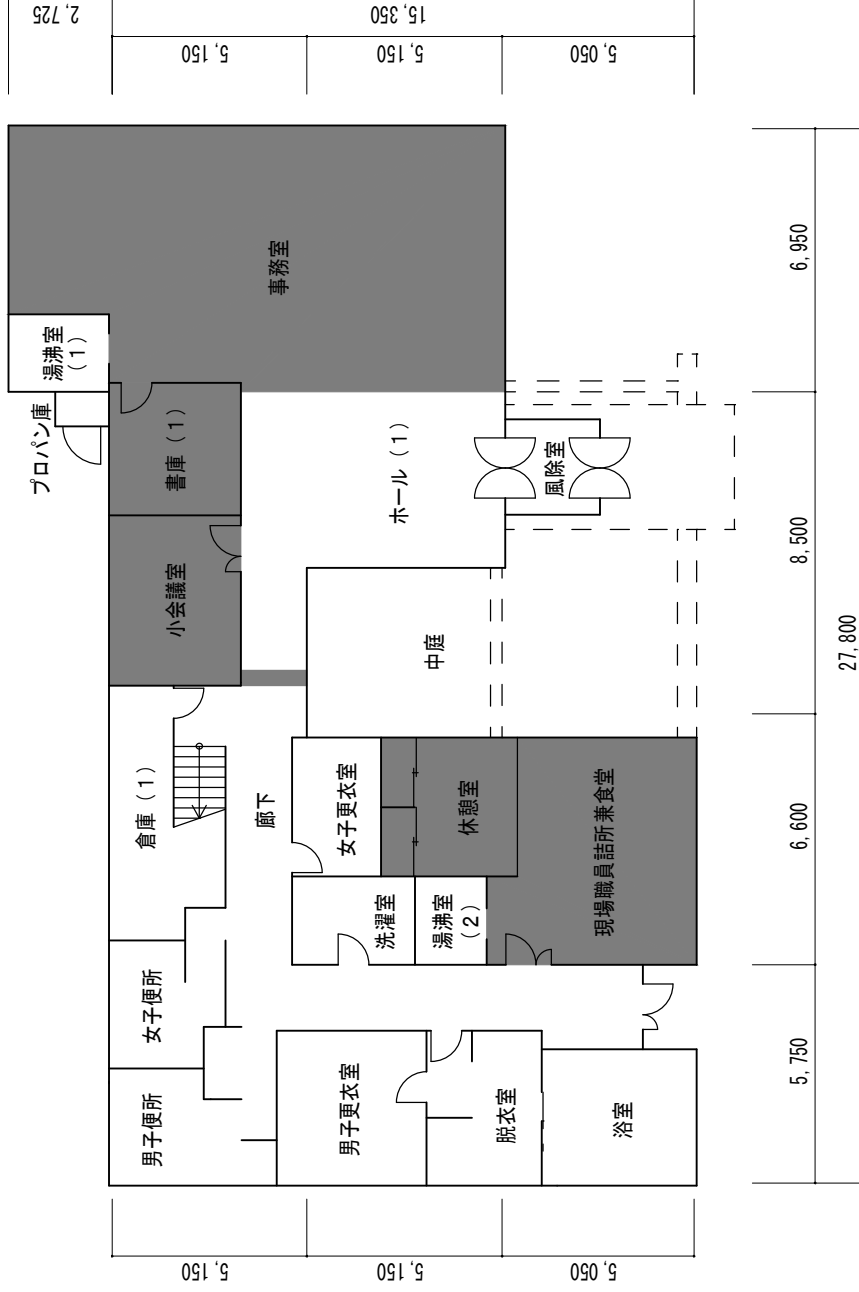 2,725
15,350
5,150
5,150
5,050
事務室
湯沸室
(1)
プロパン庫
書庫(1)
ホール(1)
風除室
小会議室
中庭
倉庫(1)
廊下
女子更衣室
休憩室
現場職員詰所兼食堂
洗濯室
湯沸室
(2)
女子便所
男子便所
男子更衣室
脱衣室
浴室
6,950
8,500
6,600
5,750
27,800
5,150
5,150
5,050